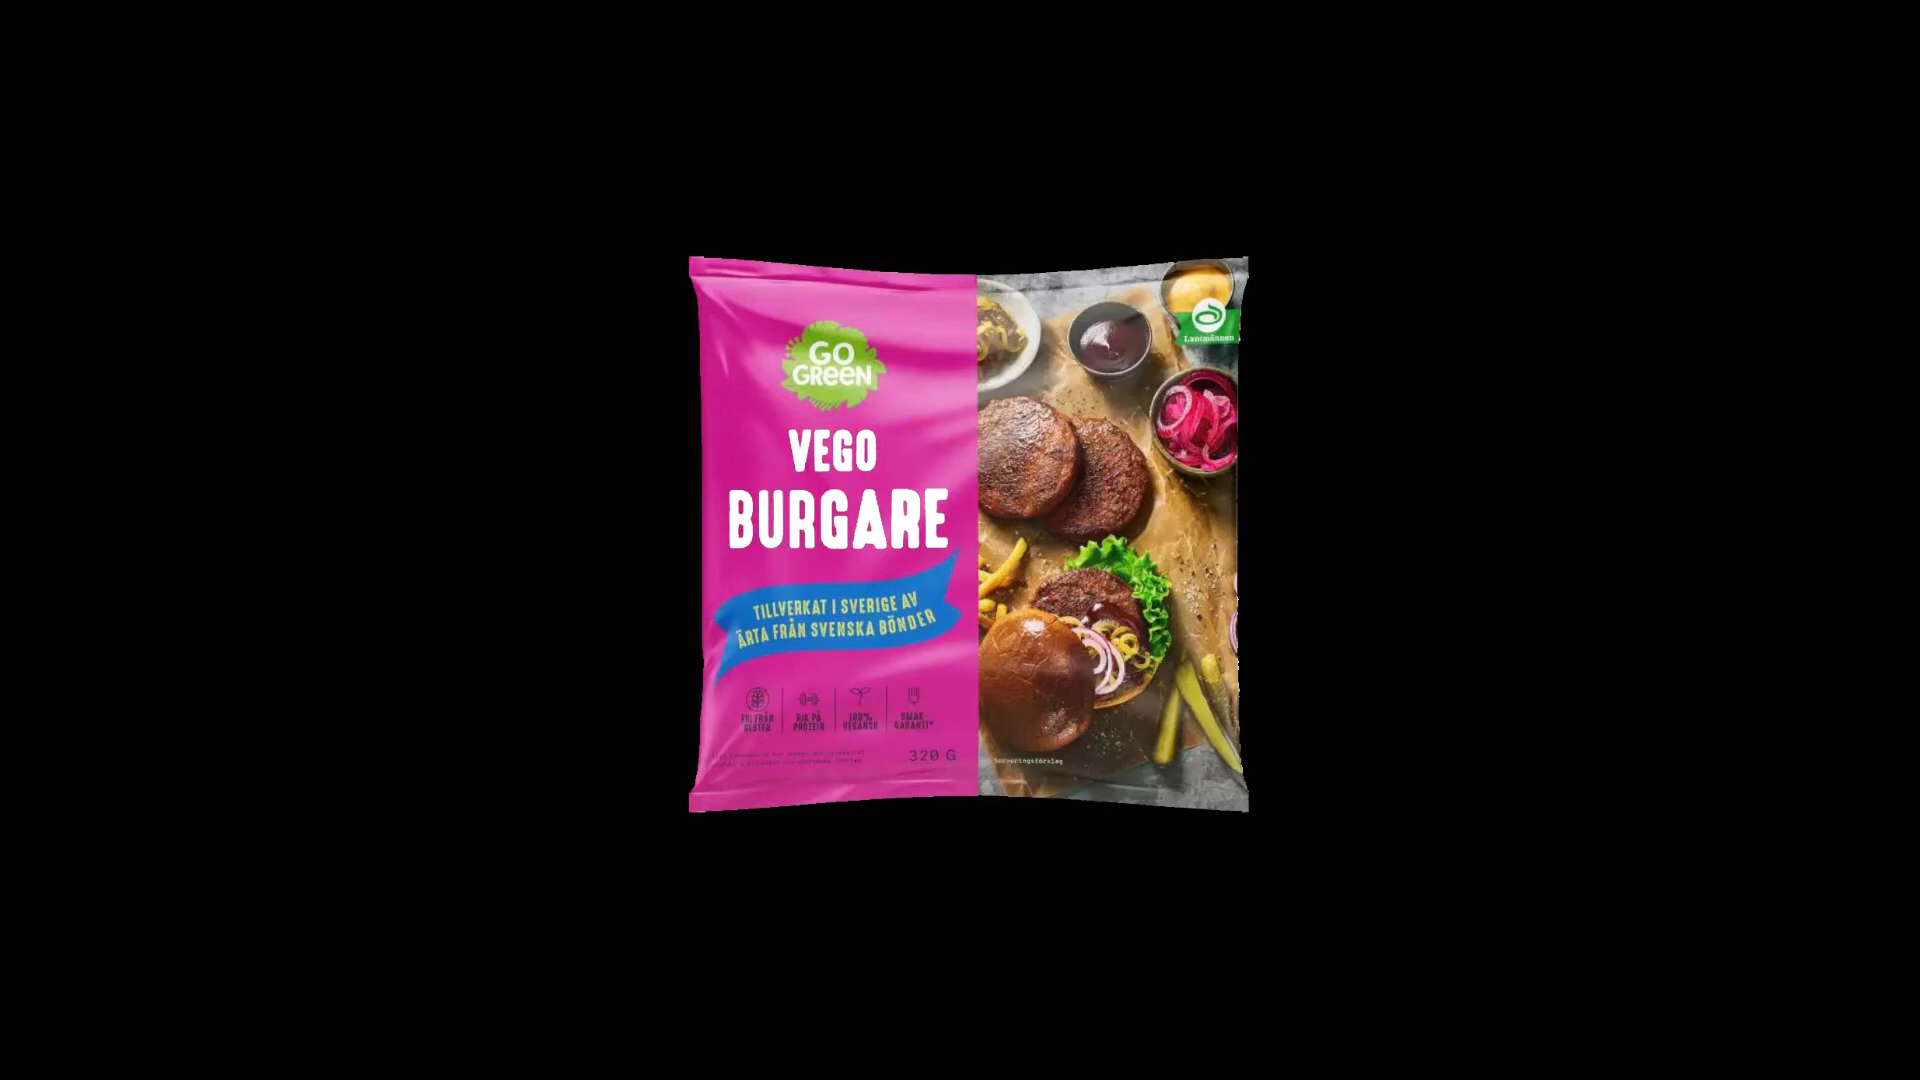 GO
GReeN
VEGO
BURGARE
TILLVERKAT I SVERIGE AV
ÄRTA FRÅN SVENSKA BÖNDER
FRI FRÅN
GLUTEN
RIK PÅ
PROTEIN
100%
VEGANSK
SMAK-
GARANTI*
320 G
Lantmännen
Serveringsförslag